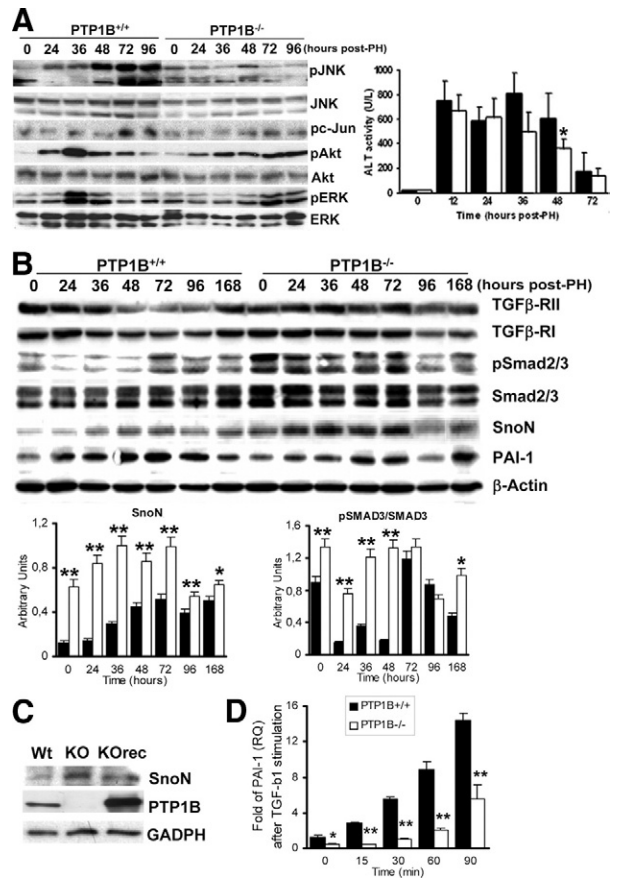 A
PTP1B+/+ PTP1B-/-
0 24 36 48 72 96 0 24 36 48 72 96 (hours post-PH)
pJNK
JNK
pc-Jun
pAkt
Akt
pERK
ERK
ALT activity (U/L)
1000
800
600
400
200
0
*
0 12 24 36 48 72
Time (hours post-PH)
B
PTP1B+/+ PTP1B-/-
0 24 36 48 72 96 168 0 24 36 48 72 96 168 (hours post-PH)
TGFβ-RII
TGFβ-RI
pSmad2/3
Smad2/3
SnoN
PAI-1
β-Actin
SnoN
Arbitrary Units
1,2
0,8
0,4
0
** ** ** ** ** ** *
0 24 36 48 72 96 168
Time (hours)
pSMAD3/SMAD3
Arbitrary Units
1,6
1,2
0,8
0,4
0
** ** ** ** *
0 24 36 48 72 96 168
Time (hours)
C
Wt KO KOrec
SnoN
PTP1B
GADPH
D
Fold of PAI-1 (RQ)
after TGF-b1 stimulation
16
12
8
4
0
PTP1B+/+
PTP1B-/-
* ** ** ** **
0 15 30 60 90
Time (min)